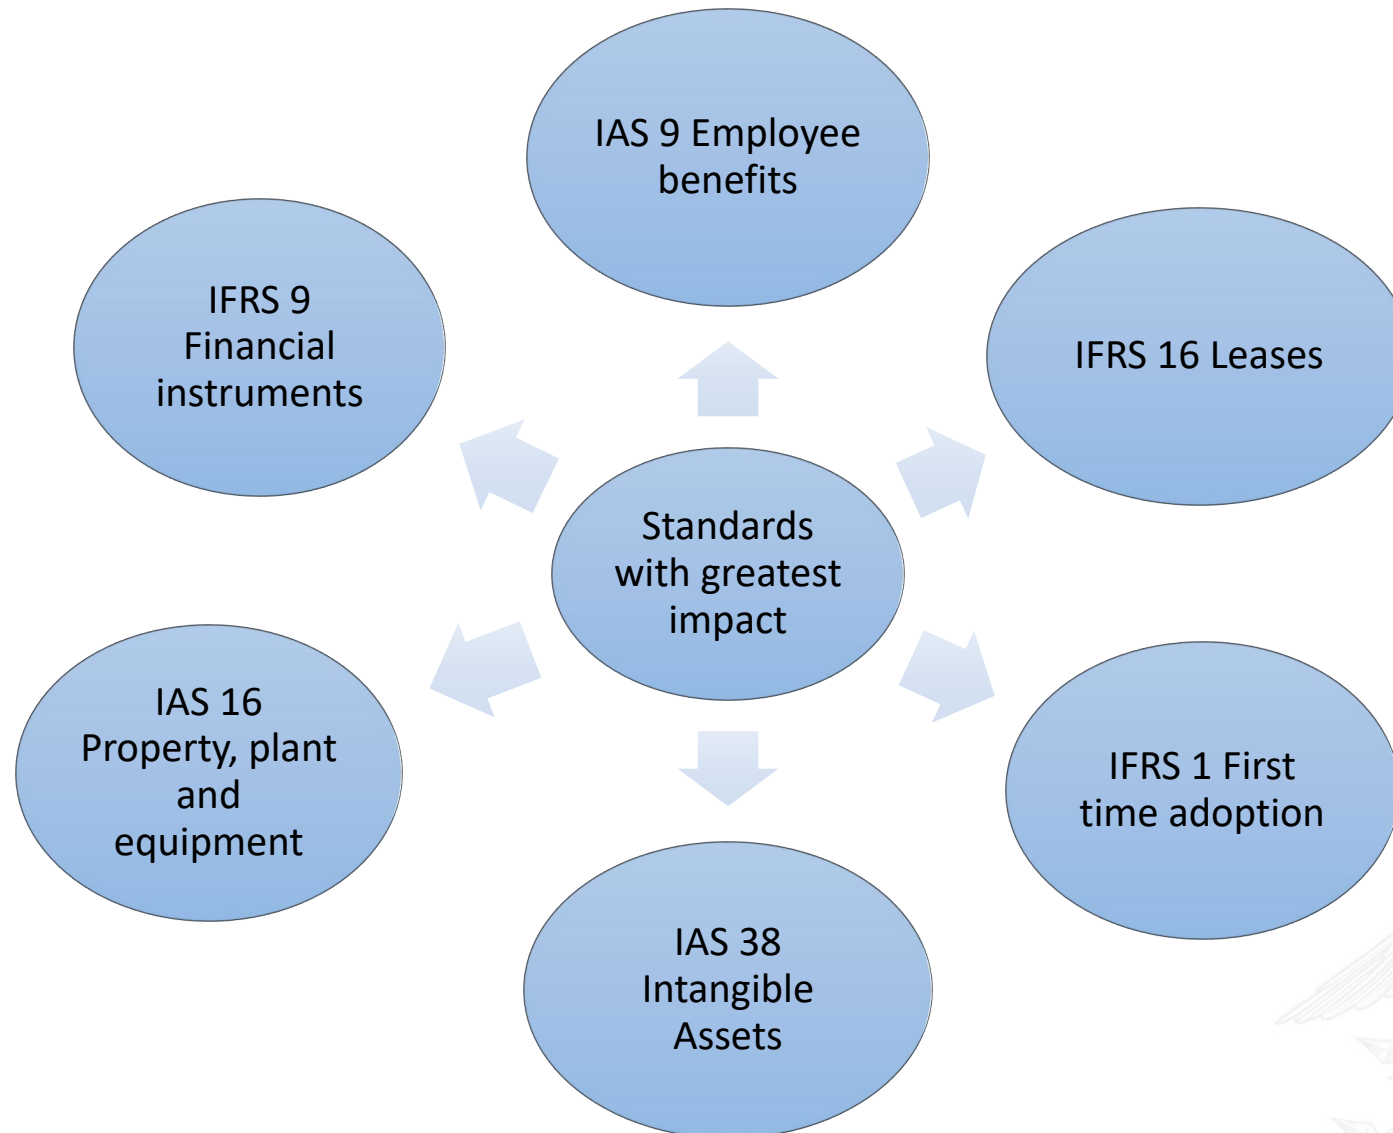 IAS 9 Employee
benefits
IFRS 9
Financial
instruments
IFRS 16 Leases
Standards
with greatest
impact
IAS 16
Property, plant
and
equipment
IFRS 1 First
time adoption
IAS 38
Intangible
Assets